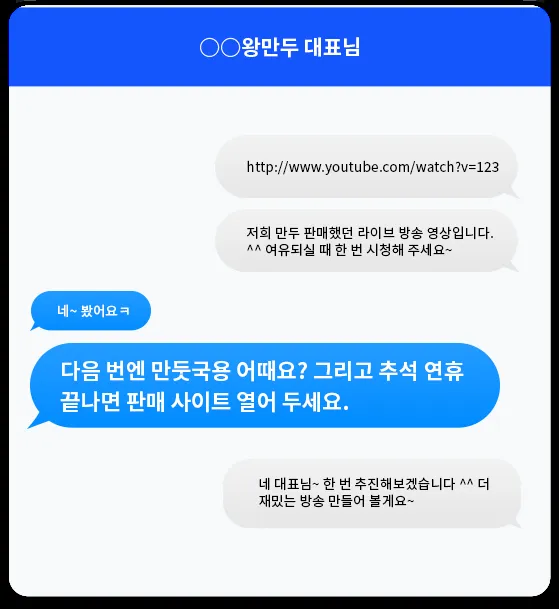 ○○왕만두 대표님
http://www.youtube.com/watch?v=123
저희 만두 판매했던 라이브 방송 영상입니다.
^^ 여유되실 때 한 번 시청해 주세요~
네~ 봤어요ㅋ
다음 번엔 만둣국용 어때요? 그리고 추석 연휴
끝나면 판매 사이트 열어 두세요.
네 대표님~ 한 번 추진해보겠습니다 ^^ 더
재밌는 방송 만들어 볼게요~